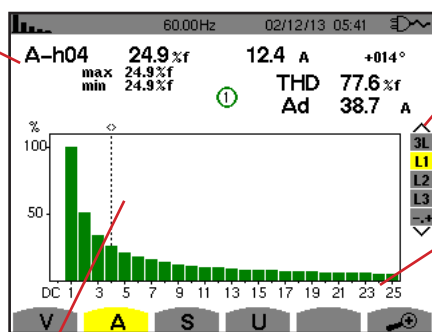 60.00Hz 02/12/13 05:41
A-h04 24.9 %f 12.4 A +014°
max 24.9%f
min 24.9%f
① THD 77.6 %f
Ad 38.7 A
%
100
50
3L
L1
L2
L3
-.+
DC 1 3 5 7 9 11 13 15 17 19 21 23 25
V A S U